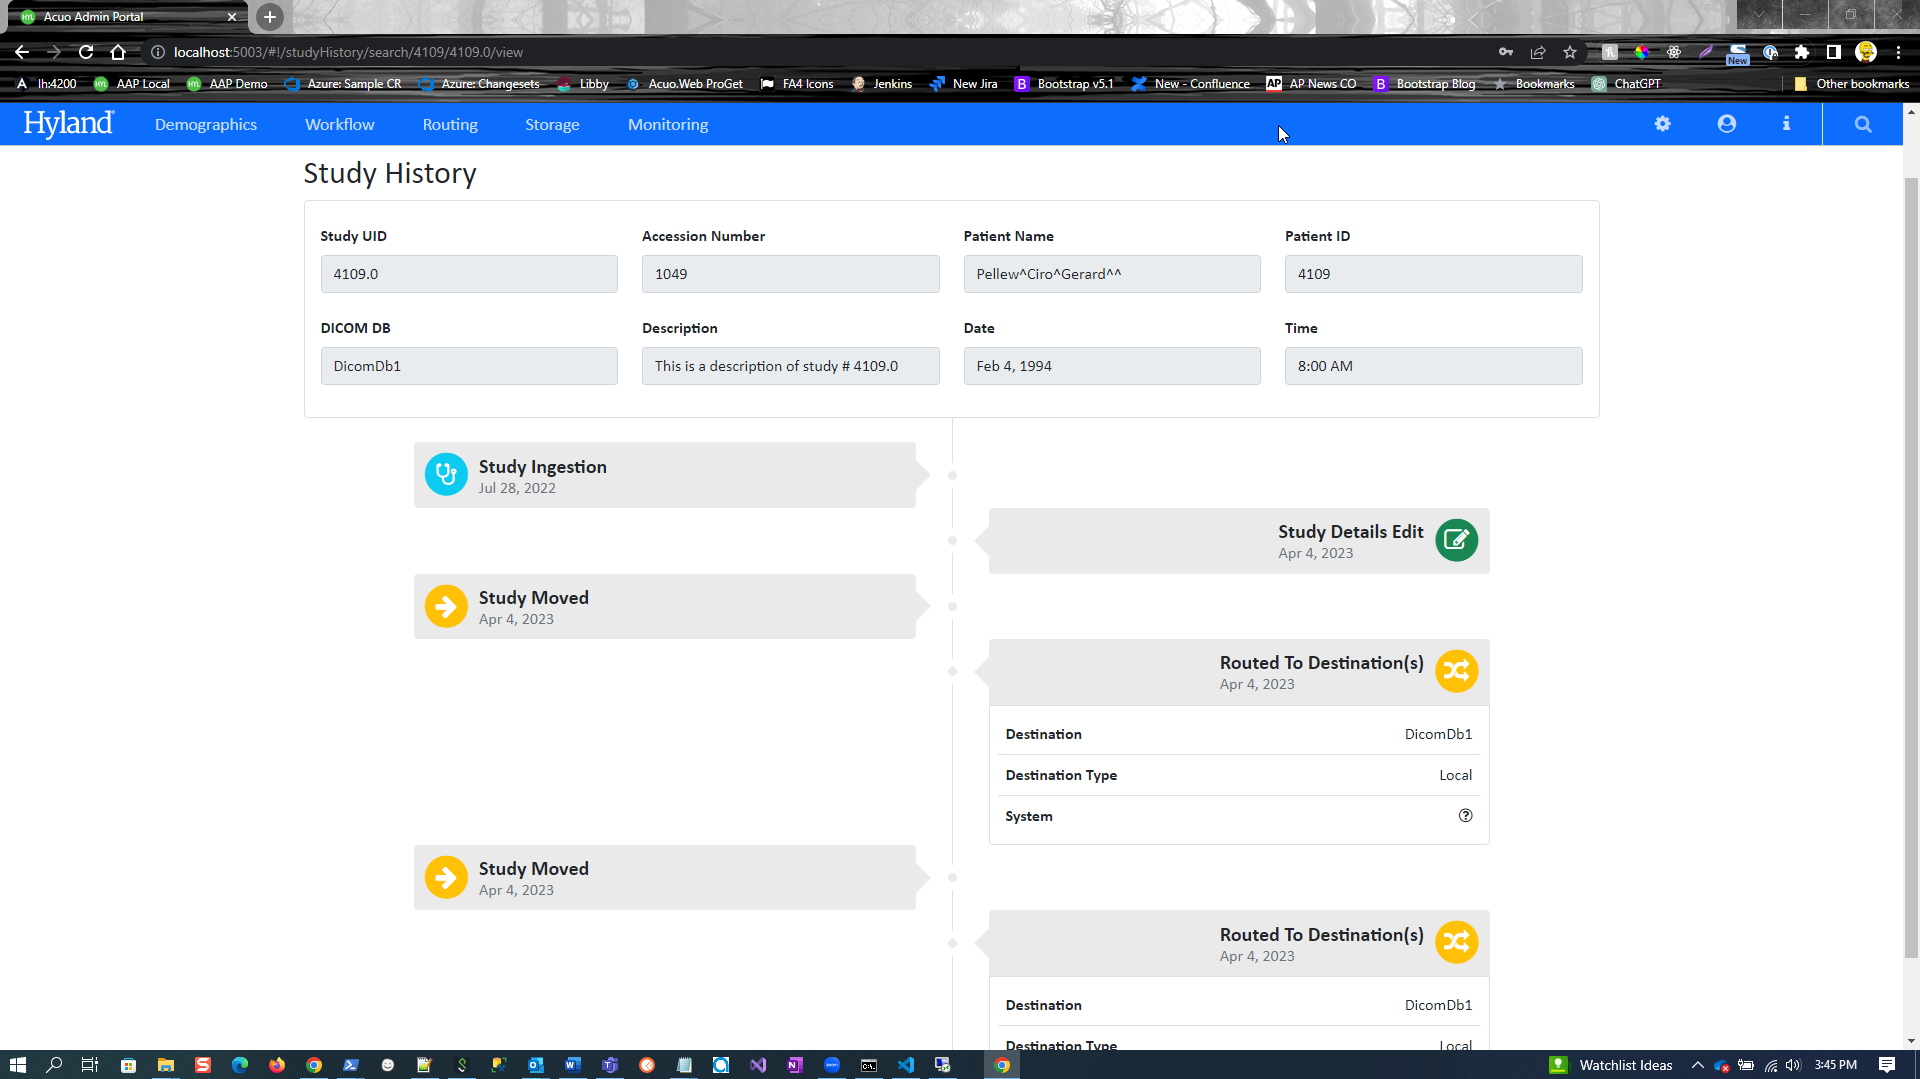 Acuo Admin Portal
localhost:5003/#!/studyHistory/search/4109/4109.0/view
New
lh:4200 AAP Local AAP Demo Azure: Sample CR Azure: Changesets Libby Acuo.Web ProGet FA4 Icons Jenkins New Jira Bootstrap v5.1 New - Confluence AP News CO Bootstrap Blog Bookmarks ChatGPT Other bookmarks
Hyland Demographics Workflow Routing Storage Monitoring
Study History
Study UID Accession Number Patient Name Patient ID
4109.0 1049 Pellew^Ciro^Gerard^^ 4109
DICOM DB Description Date Time
DicomDb1 This is a description of study # 4109.0 Feb 4, 1994 8:00 AM
Study Ingestion
Jul 28, 2022
Study Details Edit
Apr 4, 2023
Study Moved
Apr 4, 2023
Routed To Destination(s)
Apr 4, 2023
Destination DicomDb1
Destination Type Local
System
Study Moved
Apr 4, 2023
Routed To Destination(s)
Apr 4, 2023
Destination DicomDb1
Destination Type Local
Watchlist Ideas 3:45 PM